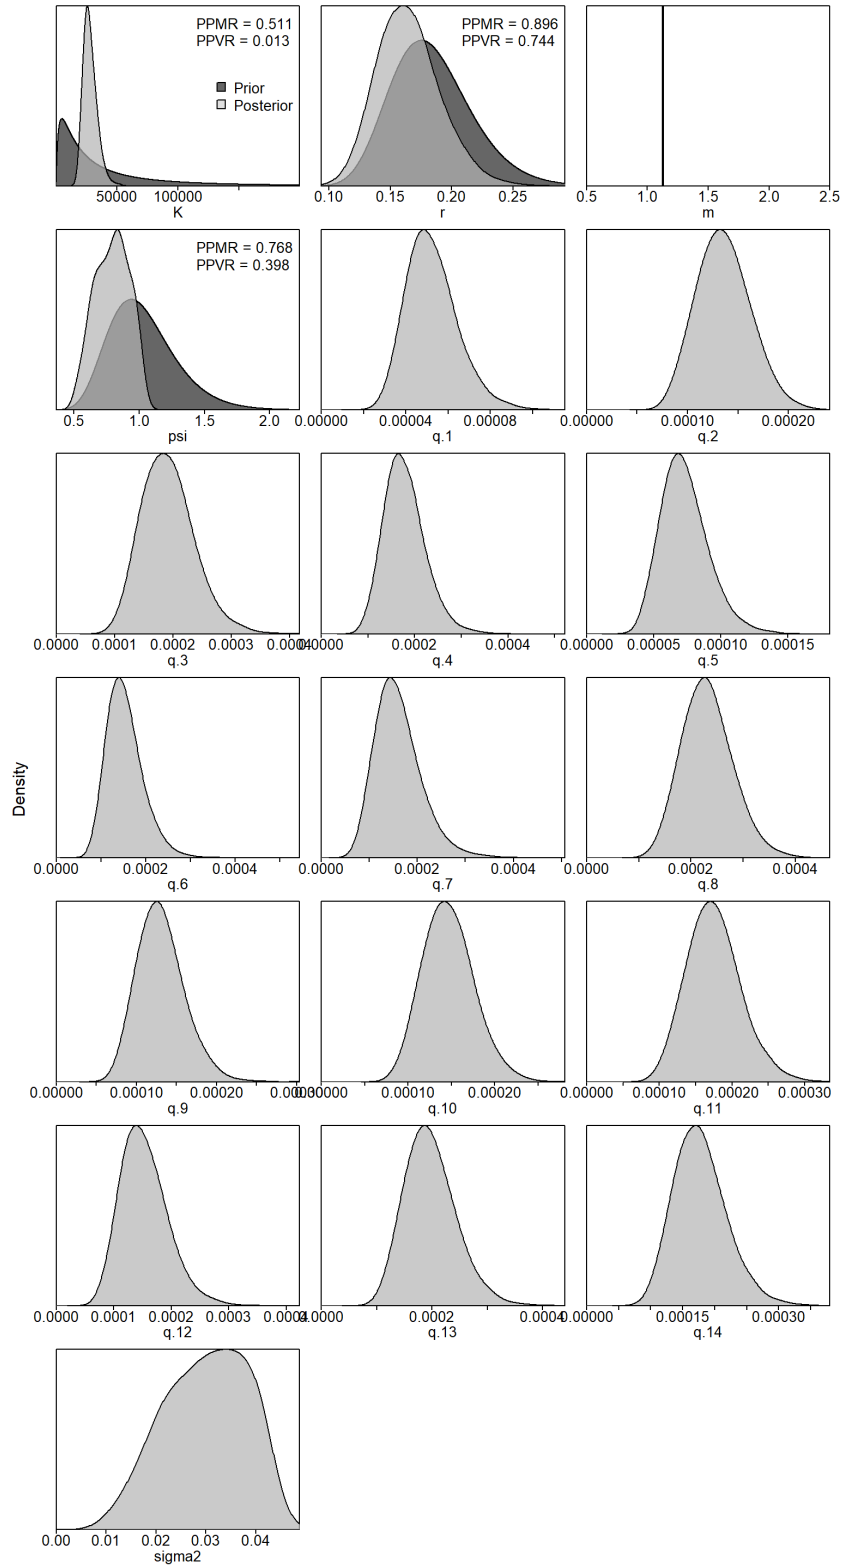 PPMR = 0.511
PPVR = 0.013
Prior
Posterior
50000 100000
K
PPMR = 0.896
PPVR = 0.744
0.10 0.15 0.20 0.25
r
0.5 1.0 1.5 2.0 2.5
m
PPMR = 0.768
PPVR = 0.398
0.5 1.0 1.5 2.0
psi
0.00000 0.00004 0.00008
q.1
0.00000 0.00010 0.00020
q.2
0.0000 0.0001 0.0002 0.0003 0.0004
q.3
0.0000 0.0002 0.0004
q.4
0.00000 0.00005 0.00010 0.00015
q.5
Density
0.0000 0.0002 0.0004
q.6
0.0000 0.0002 0.0004
q.7
0.0000 0.0002 0.0004
q.8
0.00000 0.00010 0.00020 0.00030
q.9
0.00000 0.00010 0.00020
q.10
0.00000 0.00010 0.00020 0.00030
q.11
0.0000 0.0001 0.0002 0.0003 0.0004
q.12
0.0000 0.0002 0.0004
q.13
0.00000 0.00015 0.00030
q.14
0.00 0.01 0.02 0.03 0.04
sigma2